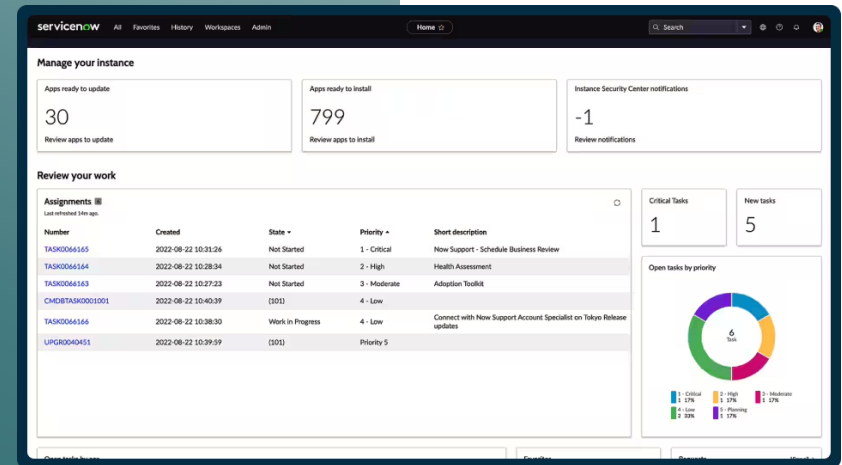 servicenow All Favorites History Workspaces Admin Home Search
Manage your instance
Apps ready to update
30
Review apps to update
Apps ready to install
799
Review apps to install
Instance Security Center notifications
-1
Review notifications
Review your work
Assignments
Last refreshed 14m ago.
Number Created State Priority Short description
TASK0066165 2022-08-22 10:31:26 Not Started 1 - Critical Now Support - Schedule Business Review
TASK0066164 2022-08-22 10:28:34 Not Started 2 - High Health Assessment
TASK0066163 2022-08-22 10:27:23 Not Started 3 - Moderate Adoption Toolkit
CMDBTASK0001001 2022-08-22 10:40:39 (101) 4 - Low
TASK0066166 2022-08-22 10:38:30 Work in Progress 4 - Low Connect with Now Support Account Specialist on Tokyo Release
updates
UPGR0040451 2022-08-22 10:39:59 (101) Priority 5
Critical Tasks
1
New tasks
5
Open tasks by priority
6
Task
1 - Critical
1 17%
2 - High
1 17%
3 - Moderate
1 17%
4 - Low
2 33%
5 - Planning
1 17%
Open tasks by age
Favorites
Requests